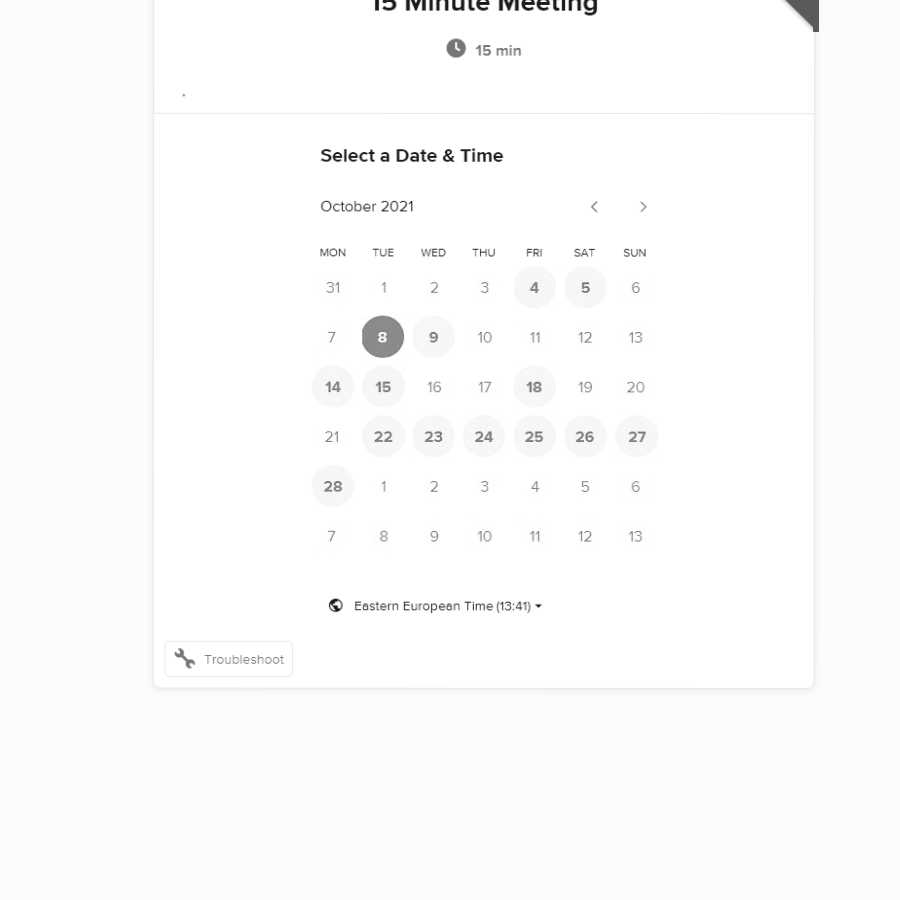 15 Minute Meeting
15 min
.
Select a Date & Time
October 2021
MON TUE WED THU FRI SAT SUN
31 1 2 3 4 5 6
7 8 9 10 11 12 13
14 15 16 17 18 19 20
21 22 23 24 25 26 27
28 1 2 3 4 5 6
7 8 9 10 11 12 13
Eastern European Time (13:41)
Troubleshoot